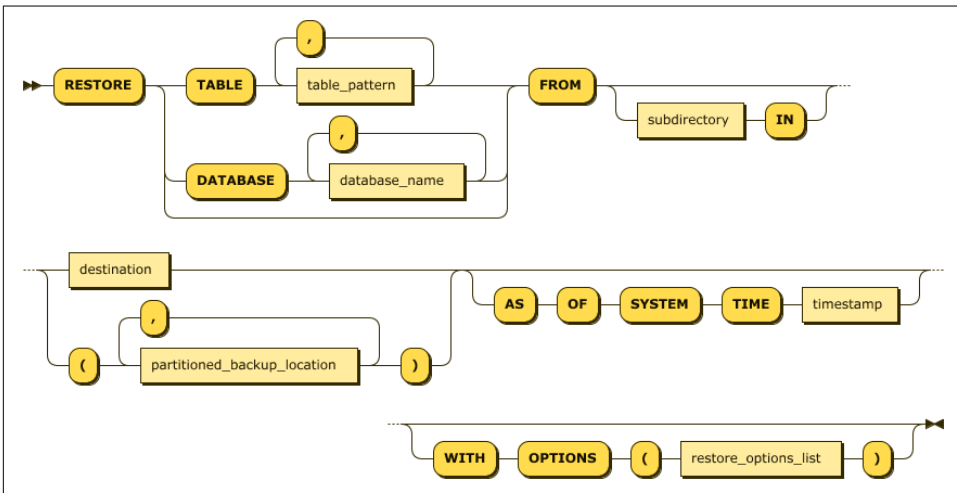 ,
RESTORE TABLE table_pattern FROM
subdirectory IN
,
DATABASE database_name
destination
AS OF SYSTEM TIME timestamp
,
( partitioned_backup_location )
WITH OPTIONS ( restore_options_list )